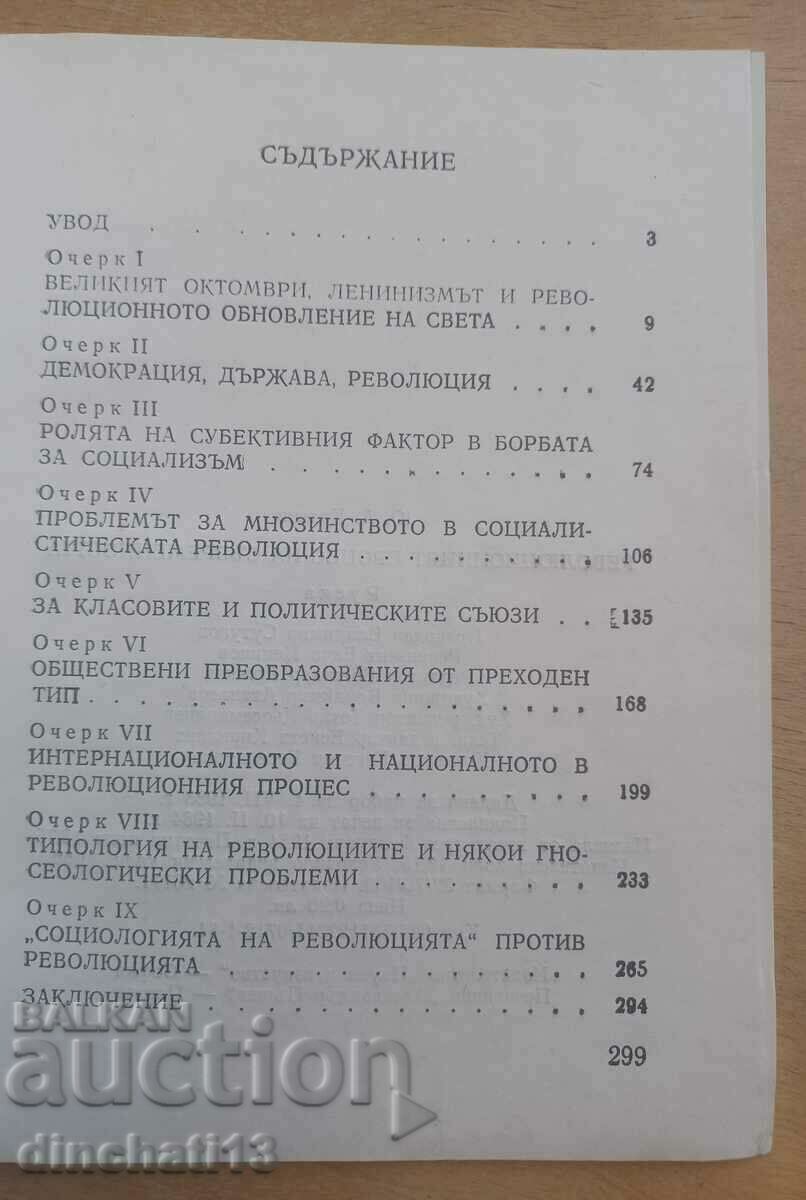 СЪДЪРЖАНИЕ
УВОД . . . . . . . . . . . . . . . . 3
Очерк I
ВЕЛИКИЯТ ОКТОМВРИ, ЛЕНИНИЗМЪТ И РЕВО-
ЛЮЦИОННОТО ОБНОВЛЕНИЕ НА СВЕТА . . . . 9
Очерк II
ДЕМОКРАЦИЯ, ДЪРЖАВА, РЕВОЛЮЦИЯ . . . . 42
Очерк III
РОЛЯТА НА СУБЕКТИВНИЯ ФАКТОР В БОРБАТА
ЗА СОЦИАЛИЗЪМ . . . . . . . . . . . 74
Очерк IV
ПРОБЛЕМЪТ ЗА МНОЗИНСТВОТО В СОЦИАЛИ-
СТИЧЕСКАТА РЕВОЛЮЦИЯ . . . . . . . . . 106
Очерк V
ЗА КЛАСОВИТЕ И ПОЛИТИЧЕСКИТЕ СЪЮЗИ . . 135
Очерк VI
ОБЩЕСТВЕНИ ПРЕОБРАЗОВАНИЯ ОТ ПРЕХОДЕН
ТИП . . . . . . . . . . . . . . . . . 168
Очерк VII
ИНТЕРНАЦИОНАЛНОТО И НАЦИОНАЛНОТО В
РЕВОЛЮЦИОННИЯ ПРОЦЕС . . . . . . . . . 199
Очерк VIII
ТИПОЛОГИЯ НА РЕВОЛЮЦИИТЕ И НЯКОИ ГНО-
СЕОЛОГИЧЕСКИ ПРОБЛЕМИ . . . . . . . . 233
Очерк IX
„СОЦИОЛОГИЯТА НА РЕВОЛЮЦИЯТА“ ПРОТИВ
РЕВОЛЮЦИЯТА . . . . . . . . . . . . . 265
ЗАКЛЮЧЕНИЕ . . . . . . . . . . . . . . 294
299
BALKAN
auction
dinchati13